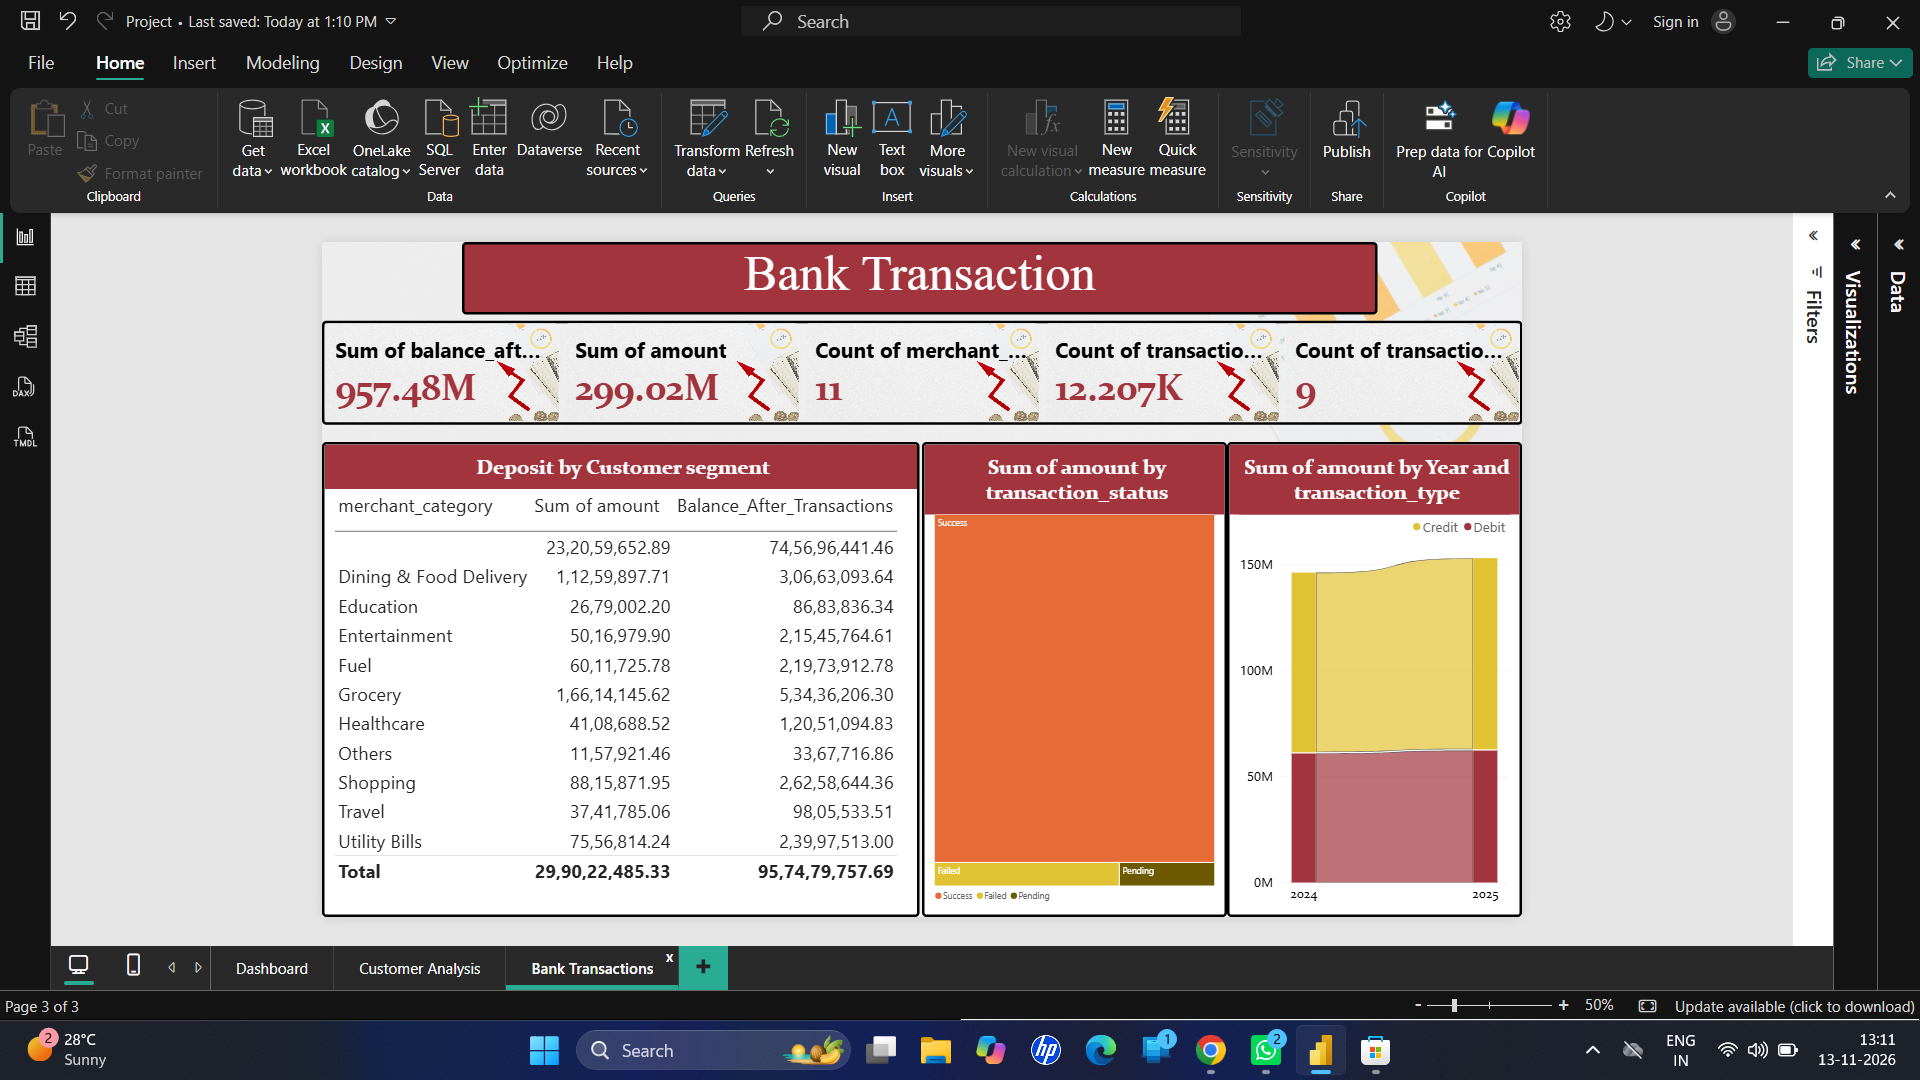 Project • Last saved: Today at 1:10 PM
Search
Sign in
File Home Insert Modeling Design View Optimize Help
Share
Paste
Cut
Copy
Format painter
Clipboard
Get data
Excel workbook
OneLake catalog
SQL Server
Enter data
Dataverse
Recent sources
Data
Transform data
Refresh
Queries
New visual
Text box
More visuals
Insert
New visual calculation
New measure
Quick measure
Calculations
Sensitivity
Sensitivity
Publish
Share
Prep data for AI
Copilot
Copilot
DAX
TMDL
Bank Transaction
Sum of balance_aft...
957.48M
Sum of amount
299.02M
Count of merchant_...
11
Count of transactio...
12.207K
Count of transactio...
9
Deposit by Customer segment
merchant_category Sum of amount Balance_After_Transactions
23,20,59,652.89 74,56,96,441.46
Dining & Food Delivery 1,12,59,897.71 3,06,63,093.64
Education 26,79,002.20 86,83,836.34
Entertainment 50,16,979.90 2,15,45,764.61
Fuel 60,11,725.78 2,19,73,912.78
Grocery 1,66,14,145.62 5,34,36,206.30
Healthcare 41,08,688.52 1,20,51,094.83
Others 11,57,921.46 33,67,716.86
Shopping 88,15,871.95 2,62,58,644.36
Travel 37,41,785.06 98,05,533.51
Utility Bills 75,56,814.24 2,39,97,513.00
Total 29,90,22,485.33 95,74,79,757.69
Sum of amount by
transaction_status
Success
Failed
Pending
Success Failed Pending
Sum of amount by Year and
transaction_type
Credit Debit
150M
100M
50M
0M
2024 2025
Filters
Visualizations
Data
Dashboard
Customer Analysis
Bank Transactions
x
+
Page 3 of 3
- + 50%
Update available (click to download)
2
28°C
Sunny
Search
hp
1
2
ENG
IN
13:11
13-11-2026